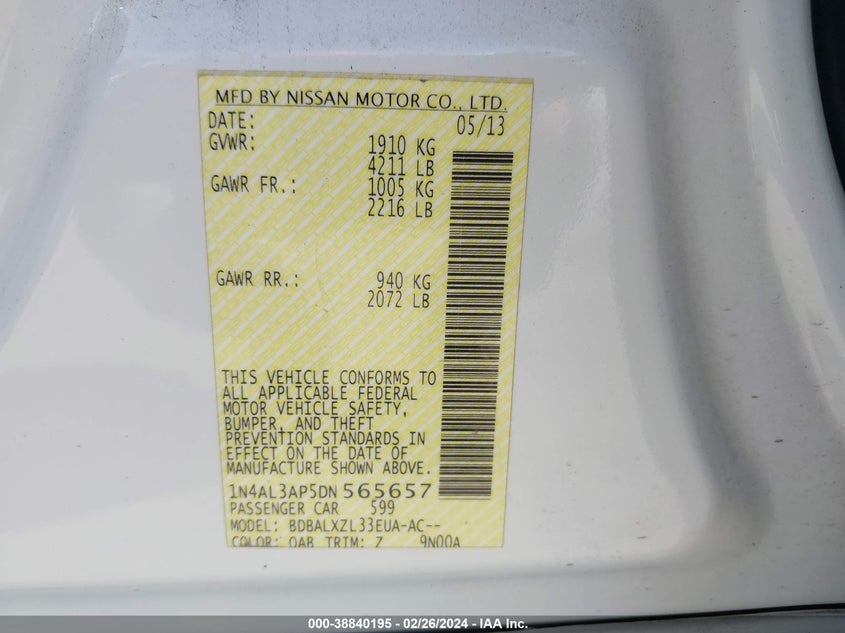 MFD BY NISSAN MOTOR CO., LTD.
DATE: 05/13
GVWR: 1910 KG
4211 LB
GAWR FR.: 1005 KG
2216 LB
GAWR RR.: 940 KG
2072 LB
THIS VEHICLE CONFORMS TO
ALL APPLICABLE FEDERAL
MOTOR VEHICLE SAFETY,
BUMPER, AND THEFT
PREVENTION STANDARDS IN
EFFECT ON THE DATE OF
MANUFACTURE SHOWN ABOVE.
1N4AL3AP5DN565657
PASSENGER CAR 599
MODEL: BDBALXZL33EUA-AC--
COLOR: QAB TRIM: Z 9N00A
000-38840195 - 02/26/2024 - IAA Inc.